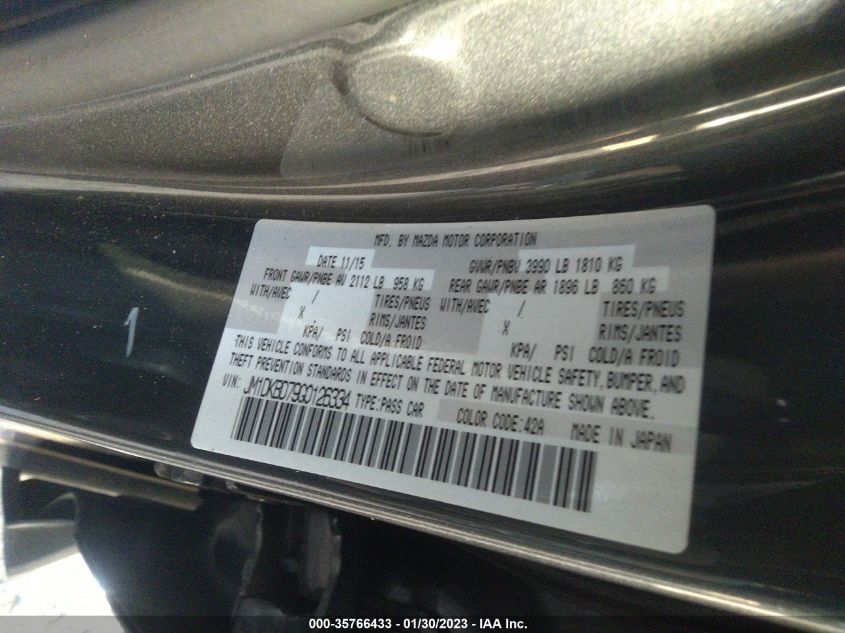 MFD. BY MAZDA MOTOR CORPORATION
DATE 11/15 GVWR/PNBV 3990 LB 1810 KG
FRONT GAWR/PNBE AV 2112 LB 958 KG REAR GAWR/PNBE AR 1896 LB 860 KG
WITH/AVEC / TIRES/PNEUS WITH/AVEC / TIRES/PNEUS
X RIMS/JANTES X RIMS/JANTES
KPA/ PSI COLD/A FROID KPA/ PSI COLD/A FROID
THIS VEHICLE CONFORMS TO ALL APPLICABLE FEDERAL MOTOR VEHICLE SAFETY, BUMPER, AND
THEFT PREVENTION STANDARDS IN EFFECT ON THE DATE OF MANUFACTURE SHOWN ABOVE.
VIN: JM1DKBD79G0126334 TYPE:PASS CAR COLOR CODE:42A MADE IN JAPAN
1
000-35766433 - 01/30/2023 - IAA Inc.